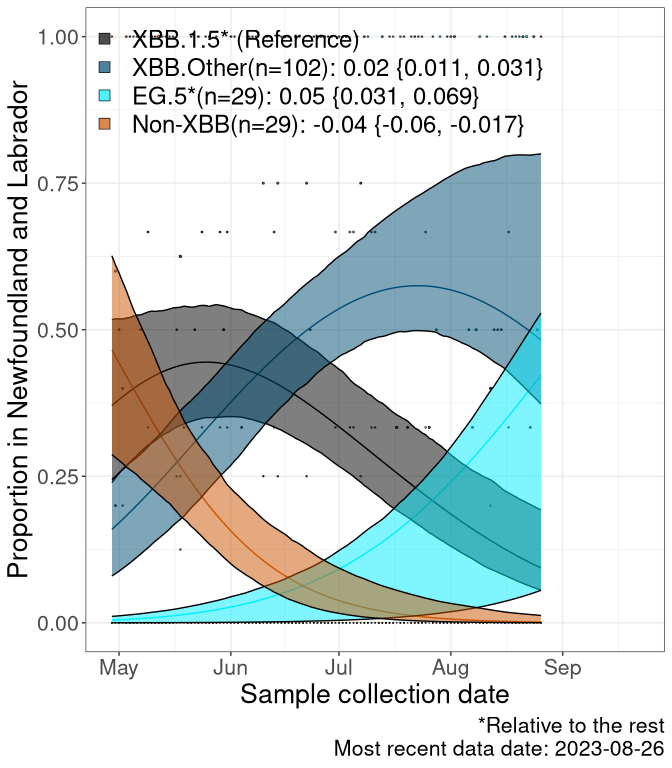 1.00
0.75
0.50
0.25
0.00
Proportion in Newfoundland and Labrador
XBB.1.5* (Reference)
XBB.Other(n=102): 0.02 {0.011, 0.031}
EG.5*(n=29): 0.05 {0.031, 0.069}
Non-XBB(n=29): -0.04 {-0.06, -0.017}
May Jun Jul Aug Sep
Sample collection date
*Relative to the rest
Most recent data date: 2023-08-26